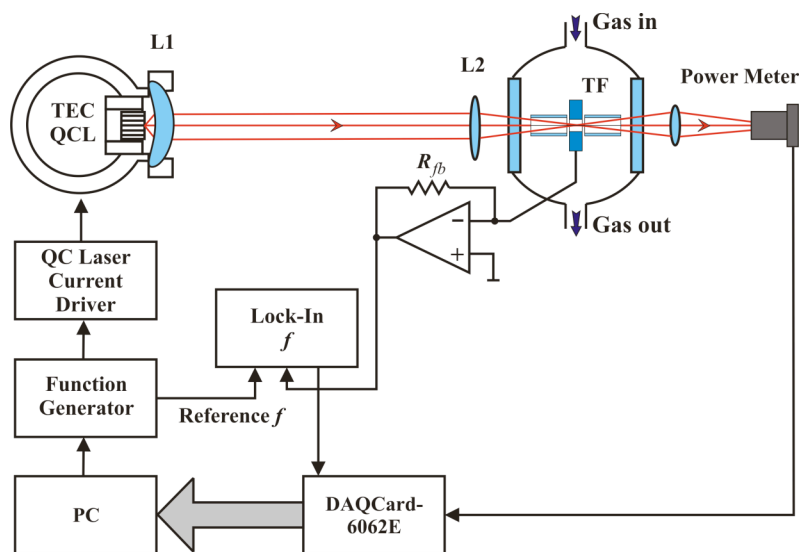 L1
TEC
QCL
L2
Gas in
TF
Power Meter
R_fb
−
+
Gas out
QC Laser
Current
Driver
Lock-In
f
Function
Generator
Reference f
PC
DAQCard-
6062E